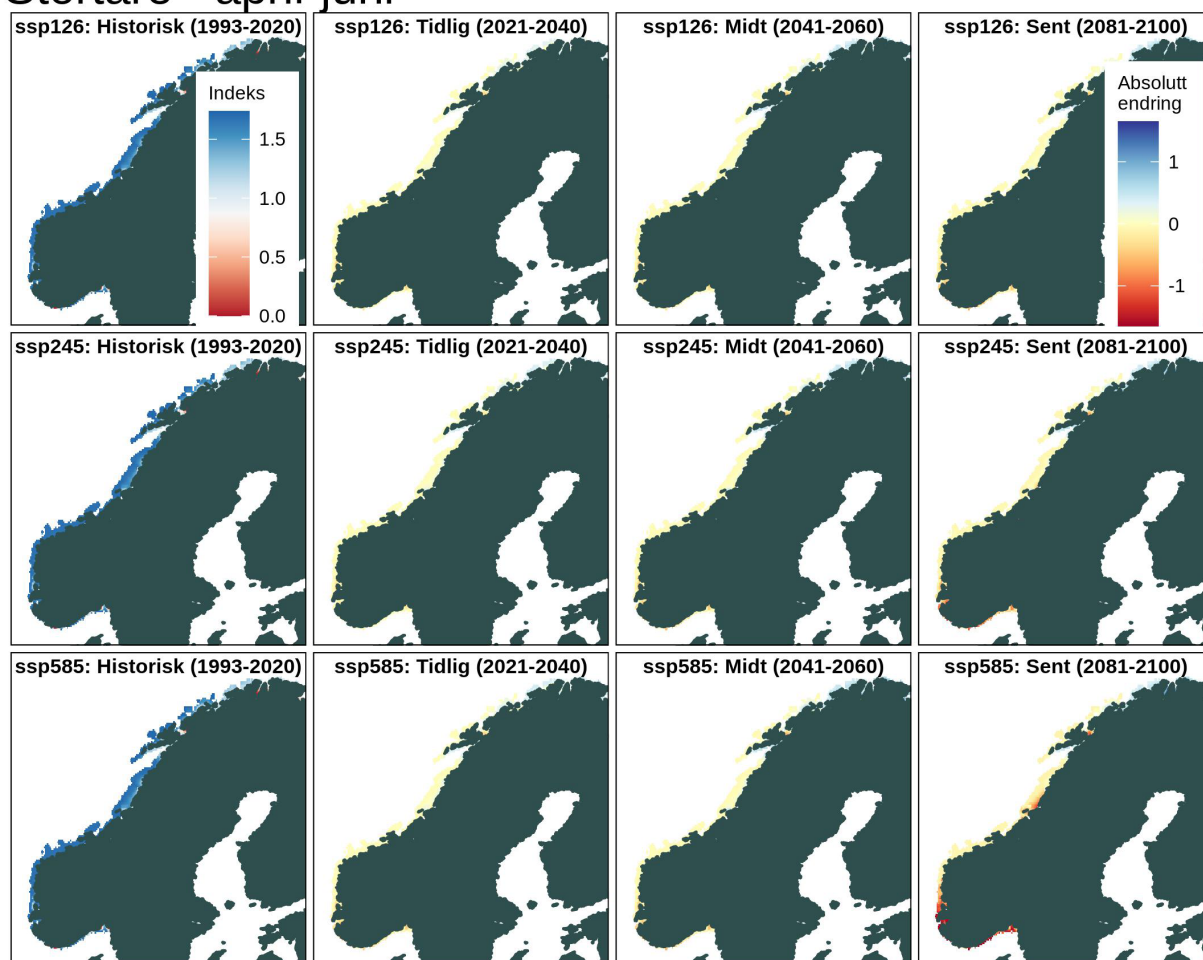 Stortare - april-juni
ssp126: Historisk (1993-2020)
ssp126: Tidlig (2021-2040)
ssp126: Midt (2041-2060)
ssp126: Sent (2081-2100)
Indeks
1.5
1.0
0.5
0.0
Absolutt
endring
1
0
-1
ssp245: Historisk (1993-2020)
ssp245: Tidlig (2021-2040)
ssp245: Midt (2041-2060)
ssp245: Sent (2081-2100)
ssp585: Historisk (1993-2020)
ssp585: Tidlig (2021-2040)
ssp585: Midt (2041-2060)
ssp585: Sent (2081-2100)